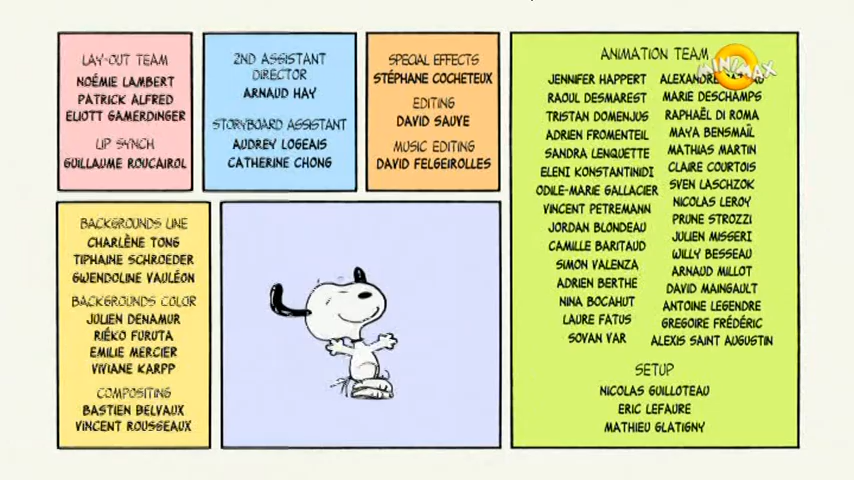 LAY-OUT TEAM
NOÉMIE LAMBERT
PATRICK ALFRED
ELIOTT GAMERDINGER
LIP SYNCH
GUILLAUME ROUCAIROL
2ND ASSISTANT
DIRECTOR
ARNAUD HAY
STORYBOARD ASSISTANT
AUDREY LOGEAIS
CATHERINE CHONG
SPECIAL EFFECTS
STÉPHANE COCHETEUX
EDITING
DAVID SAUVE
MUSIC EDITING
DAVID FELGEIROLLES
ANIMATION TEAM
MINIMAX
JENNIFER HAPPERT
RAOUL DESMAREST
TRISTAN DOMENJUS
ADRIEN FROMENTEIL
SANDRA LENQUETTE
ELENI KONSTANTINIDI
ODILE-MARIE GALLACIER
VINCENT PETREMANN
JORDAN BLONDEAU
CAMILLE BARITAUD
SIMON VALENZA
ADRIEN BERTHE
NINA BOCAHUT
LAURE FATUS
SOVAN VAR
MARIE DESCHAMPS
RAPHAËL DI ROMA
MAYA BENSMAÏL
MATHIAS MARTIN
CLAIRE COURTOIS
SVEN LASCHZOK
NICOLAS LEROY
PRUNE STROZZI
JULIEN MISSERI
WILLY BESSEAU
ARNAUD MILLOT
DAVID MAINGAULT
ANTOINE LEGENDRE
GREGOIRE FRÉDÉRIC
ALEXIS SAINT AUGUSTIN
SETUP
NICOLAS GUILLOTEAU
ERIC LEFAURE
MATHIEU GLATIGNY
BACKGROUNDS LINE
CHARLÈNE TONG
TIPHAINE SCHROEDER
GWENDOLINE VAULÉON
BACKGROUNDS COLOR
JULIEN DENAMUR
RIÉKO FURUTA
EMILIE MERCIER
VIVIANE KARPP
COMPOSITING
BASTIEN BELVAUX
VINCENT ROUSSEAUX